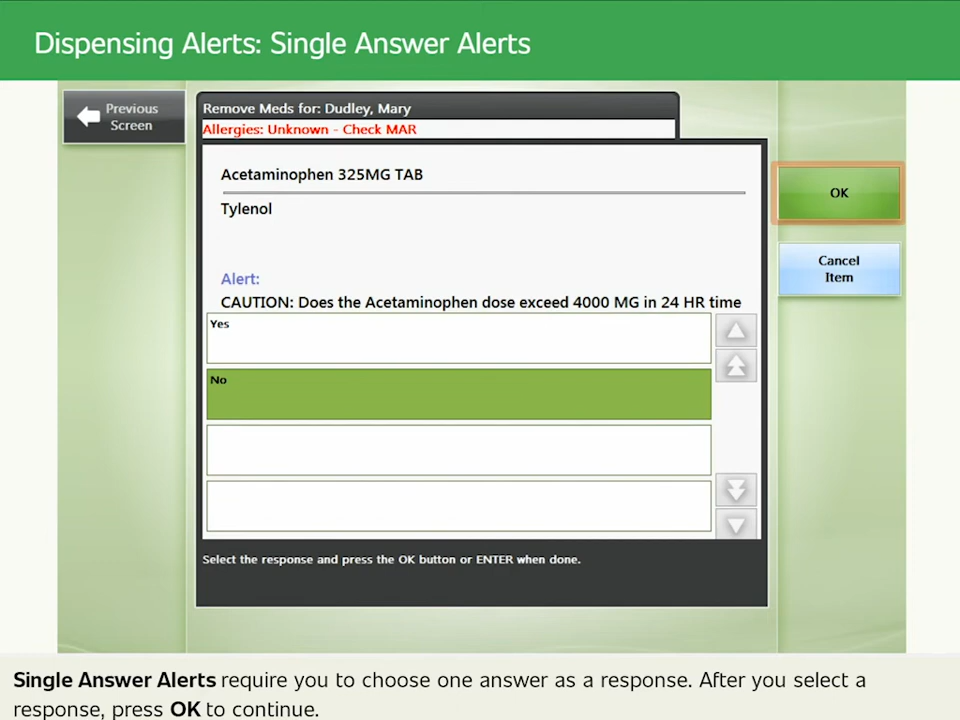 Dispensing Alerts: Single Answer Alerts
Previous
Screen
Remove Meds for: Dudley, Mary
Allergies: Unknown - Check MAR
Acetaminophen 325MG TAB
Tylenol
Alert:
CAUTION: Does the Acetaminophen dose exceed 4000 MG in 24 HR time
Yes
No
Select the response and press the OK button or ENTER when done.
OK
Cancel
Item
Single Answer Alerts require you to choose one answer as a response. After you select a
response, press OK to continue.